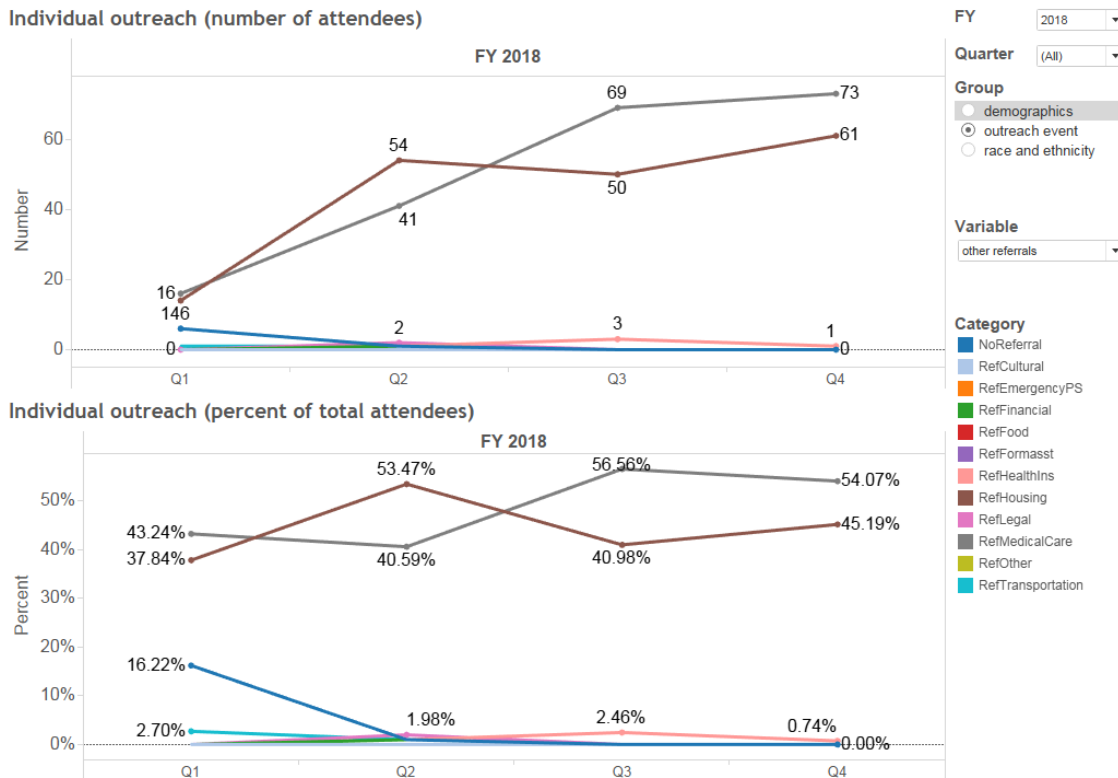 Individual outreach (number of attendees)
FY 2018
Number
60
40
20
0
16
146
0
54
41
2
69
50
3
73
61
1
0
Q1
Q2
Q3
Q4
Individual outreach (percent of total attendees)
FY 2018
Percent
50%
40%
30%
20%
10%
0%
43.24%
37.84%
16.22%
2.70%
53.47%
40.59%
1.98%
56.56%
40.98%
2.46%
54.07%
45.19%
0.74%
0.00%
Q1
Q2
Q3
Q4
FY
2018
Quarter
(All)
Group
demographics
outreach event
race and ethnicity
Variable
other referrals
Category
NoReferral
RefCultural
RefEmergencyPS
RefFinancial
RefFood
RefFormasst
RefHealthIns
RefHousing
RefLegal
RefMedicalCare
RefOther
RefTransportation